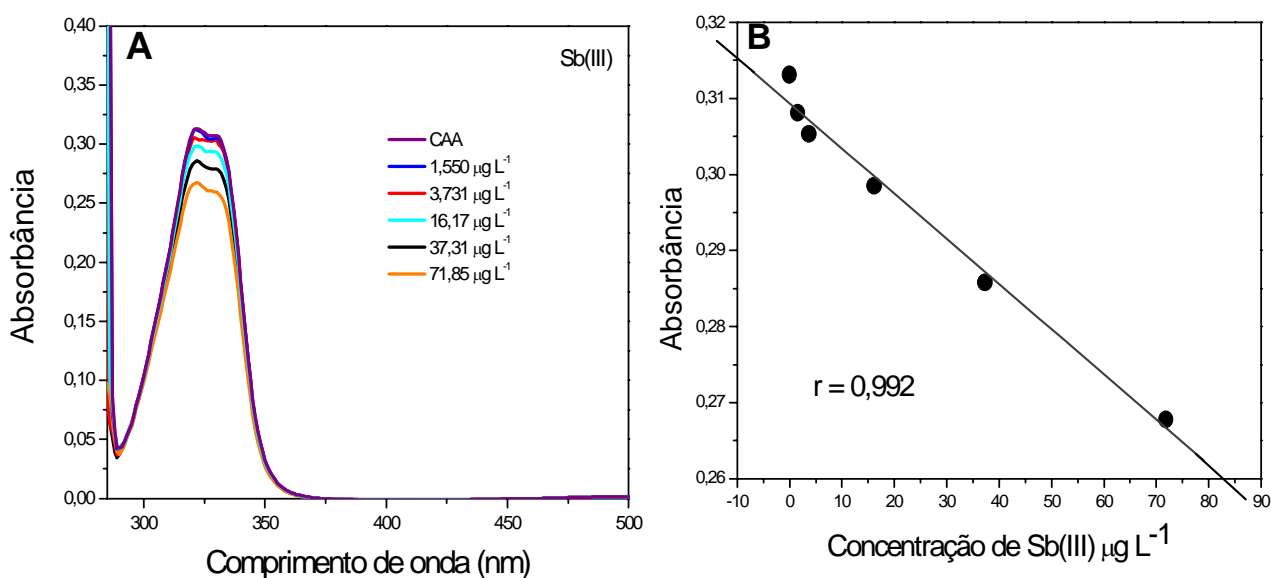 A
Sb(III)
CAA
1,550 µg L⁻¹
3,731 µg L⁻¹
16,17 µg L⁻¹
37,31 µg L⁻¹
71,85 µg L⁻¹
0,40
0,35
0,30
0,25
0,20
0,15
0,10
0,05
0,00
Absorbância
300
350
400
450
500
Comprimento de onda (nm)
B
0,32
0,31
0,30
0,29
0,28
0,27
0,26
Absorbância
r = 0,992
-10
0
10
20
30
40
50
60
70
80
90
Concentração de Sb(III) µg L⁻¹